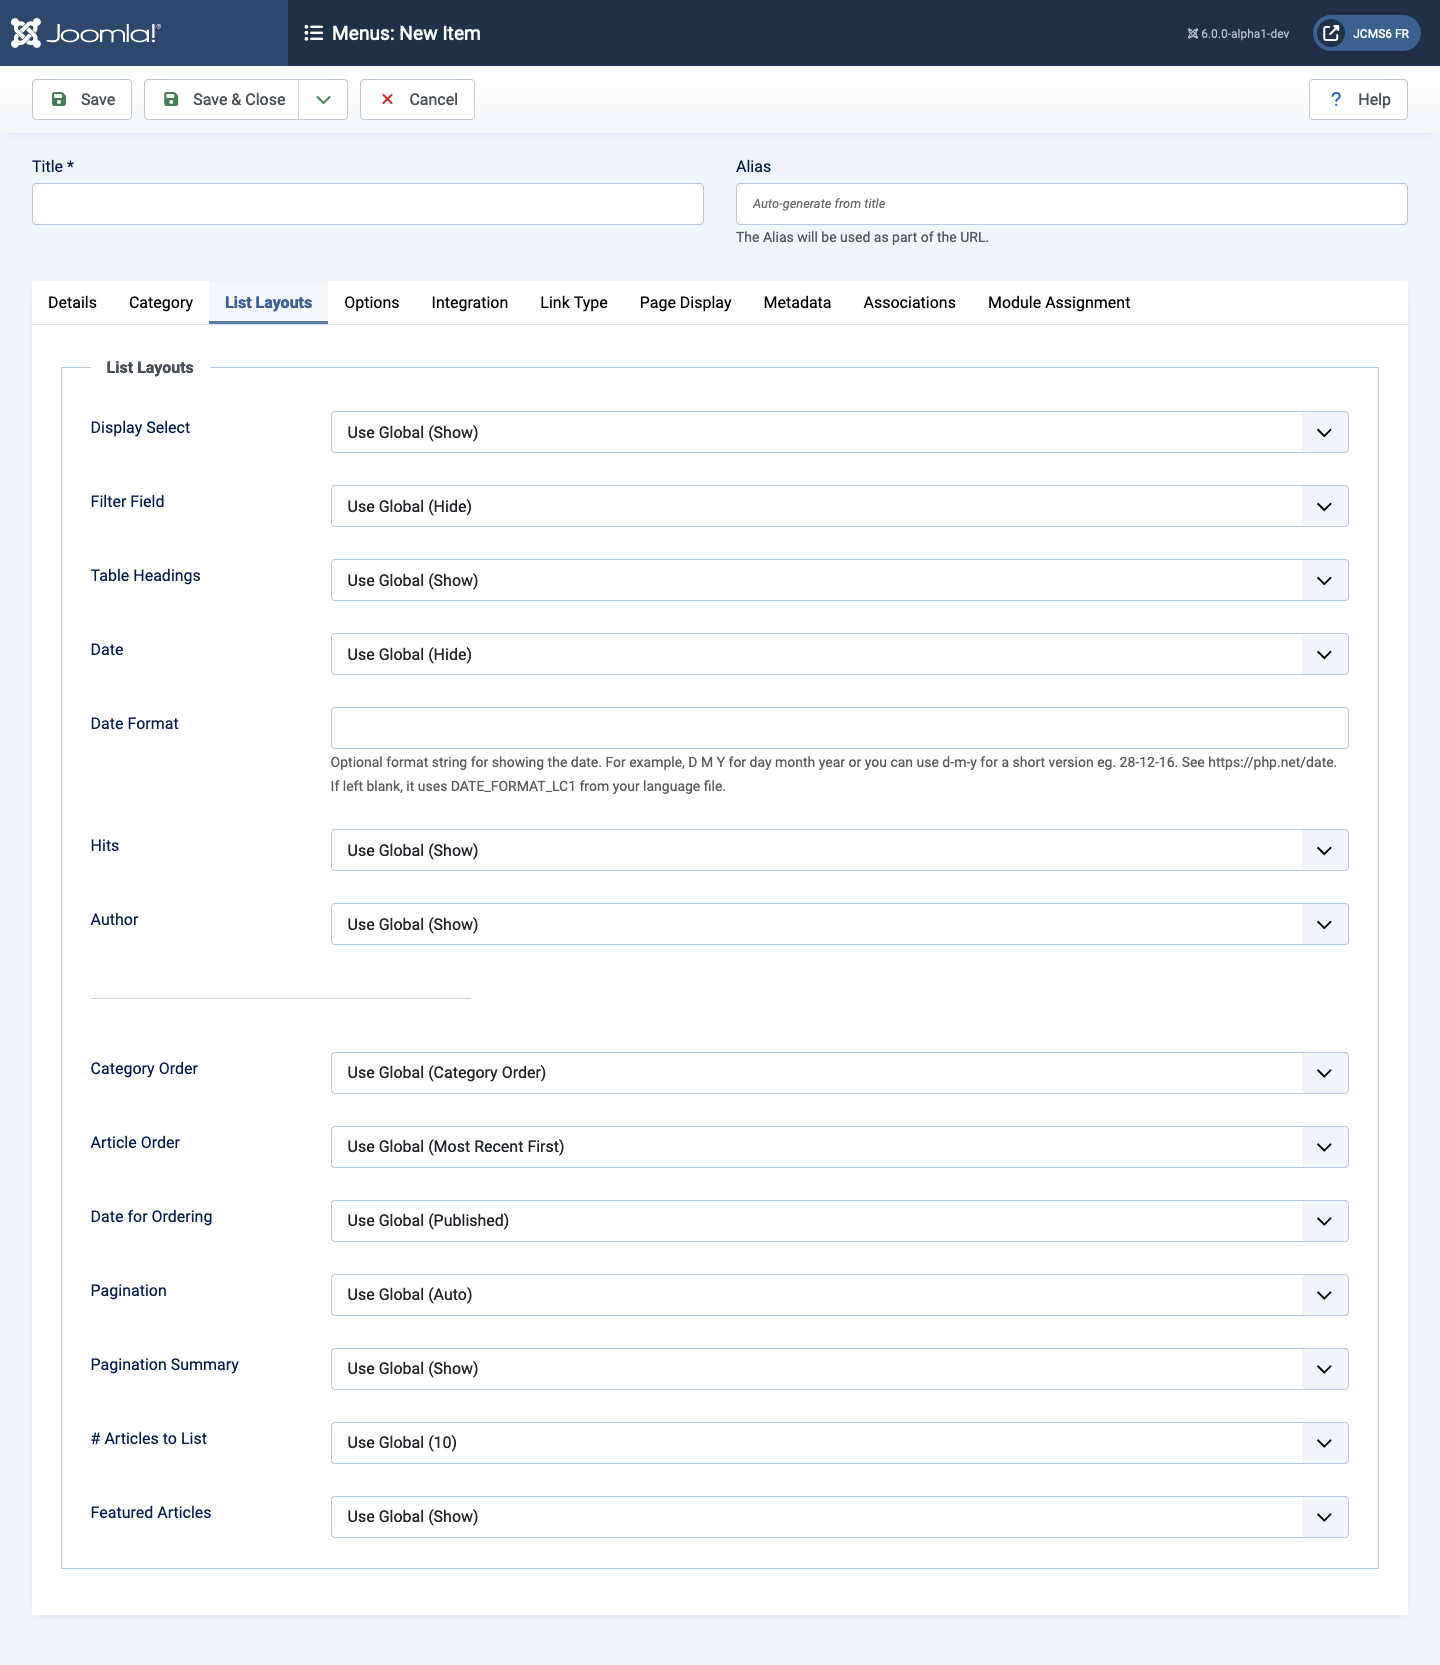 Joomla!
Menus: New Item
6.0.0-alpha1-dev
JCMS6 FR
Save
Save & Close
Cancel
? Help
Title *
Alias
Auto-generate from title
The Alias will be used as part of the URL.
Details Category List Layouts Options Integration Link Type Page Display Metadata Associations Module Assignment
List Layouts
Display Select
Use Global (Show)
Filter Field
Use Global (Hide)
Table Headings
Use Global (Show)
Date
Use Global (Hide)
Date Format
Optional format string for showing the date. For example, D M Y for day month year or you can use d-m-y for a short version eg. 28-12-16. See https://php.net/date.
If left blank, it uses DATE_FORMAT_LC1 from your language file.
Hits
Use Global (Show)
Author
Use Global (Show)
Category Order
Use Global (Category Order)
Article Order
Use Global (Most Recent First)
Date for Ordering
Use Global (Published)
Pagination
Use Global (Auto)
Pagination Summary
Use Global (Show)
# Articles to List
Use Global (10)
Featured Articles
Use Global (Show)